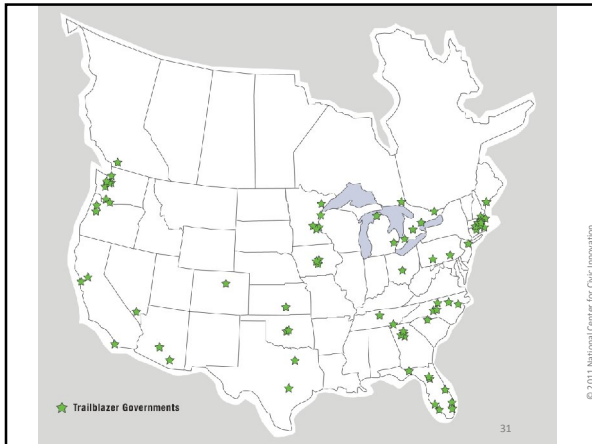 Trailblazer Governments
31
© 2011 National Center for Civic Innovation